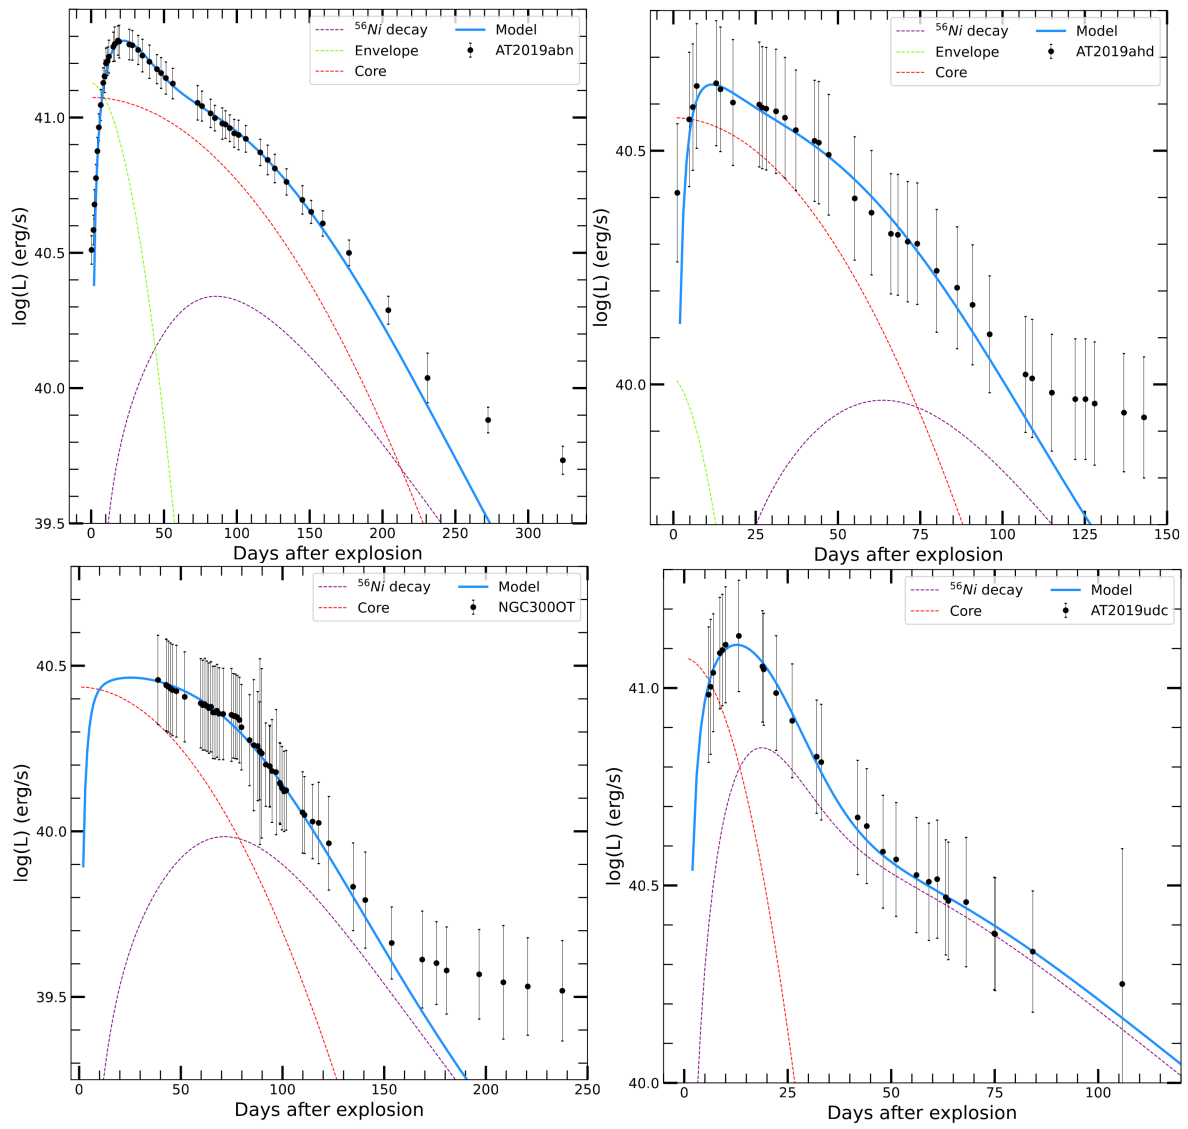 ⁵⁶Ni decay
Envelope
Core
Model
AT2019abn
41.0
40.5
40.0
39.5
log(L) (erg/s)
0 50 100 150 200 250 300
Days after explosion
⁵⁶Ni decay
Envelope
Core
Model
AT2019ahd
40.5
40.0
log(L) (erg/s)
0 25 50 75 100 125 150
Days after explosion
⁵⁶Ni decay
Core
Model
NGC300OT
40.5
40.0
39.5
log(L) (erg/s)
0 50 100 150 200 250
Days after explosion
⁵⁶Ni decay
Core
Model
AT2019udc
41.0
40.5
40.0
log(L) (erg/s)
0 25 50 75 100
Days after explosion